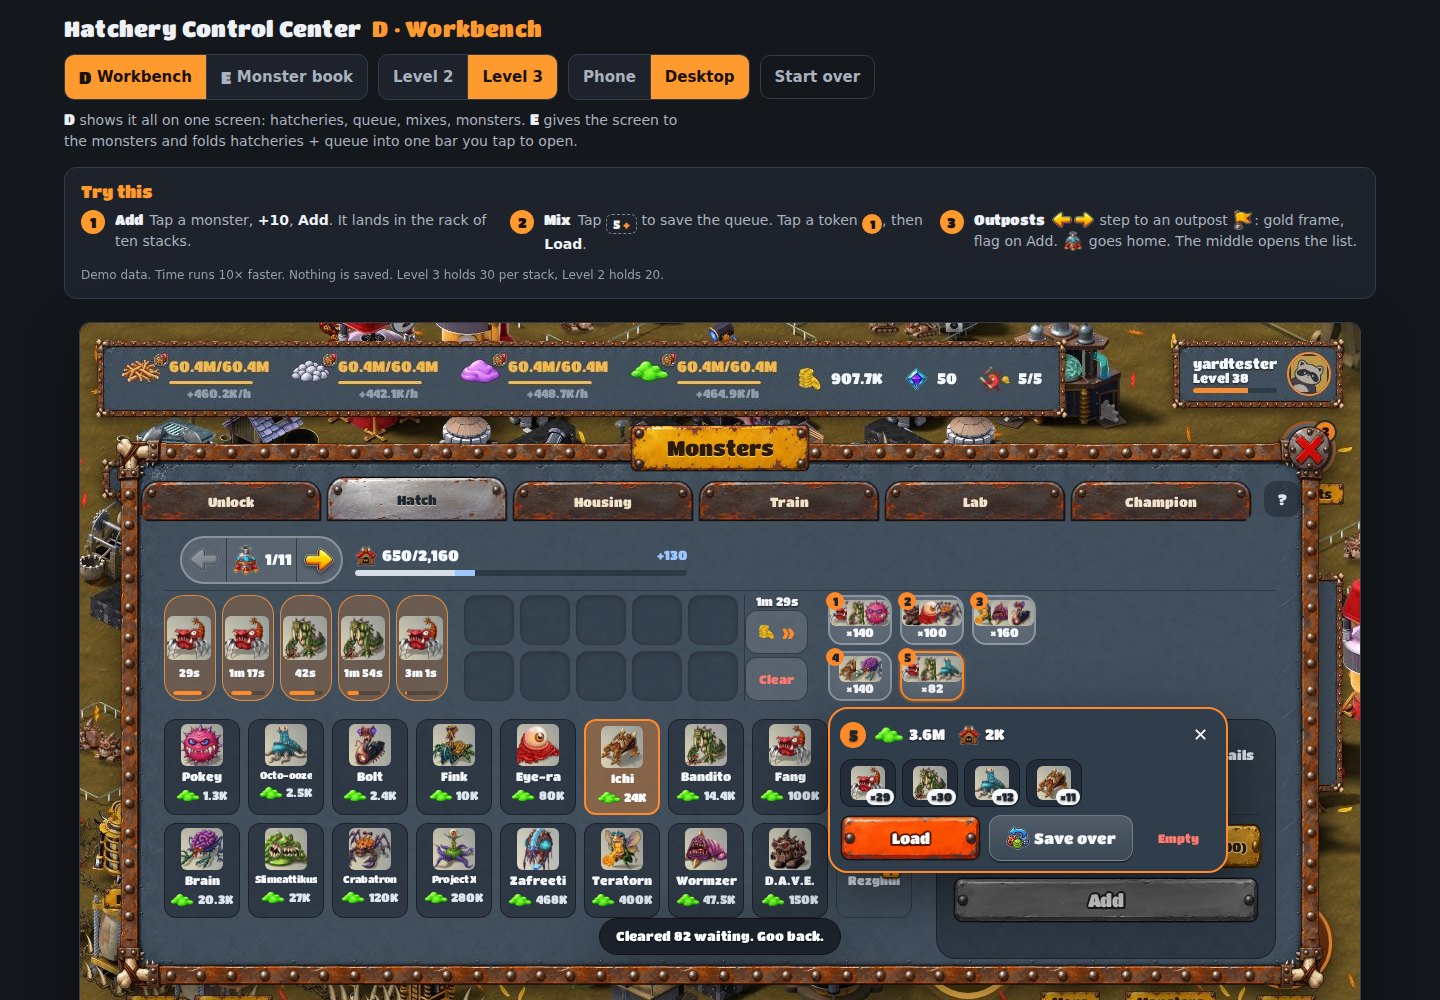 Hatchery Control Center D · Workbench
D Workbench E Monster book Level 2 Level 3 Phone Desktop Start over
D shows it all on one screen: hatcheries, queue, mixes, monsters. E gives the screen to
the monsters and folds hatcheries + queue into one bar you tap to open.
Try this
1 Add Tap a monster, +10, Add. It lands in the rack of
ten stacks.
2 Mix Tap 5+ to save the queue. Tap a token 1, then
Load.
3 Outposts step to an outpost : gold frame,
flag on Add. goes home. The middle opens the list.
Demo data. Time runs 10× faster. Nothing is saved. Level 3 holds 30 per stack, Level 2 holds 20.
60.4M/60.4M 60.4M/60.4M 60.4M/60.4M 60.4M/60.4M 907.7K 50 5/5
+460.2K/h +442.1K/h +448.7K/h +464.9K/h
yardtester
Level 38
Monsters
Unlock Hatch Housing Train Lab Champion ?
1/11 650/2,160 +130
29s 1m 17s 42s 1m 54s 3m 1s
1m 29s
»
Clear
1 ×140 2 ×100 3 ×160
4 ×140 5 ×82
5 3.6M 2K ×
×29 ×30 ×12 ×11
Load Save over Empty
ails
Pokey Octo-ooze Bolt Fink Eye-ra Ichi Bandito Fang
1.3K 2.5K 2.4K 10K 80K 24K 14.4K 100K
Brain Slimeattikus Crabatron Project X Zafreeti Teratorn Wormzer D.A.V.E. Rezghul
20.3K 27K 120K 280K 468K 400K 47.5K 150K
Add
Cleared 82 waiting. Goo back.